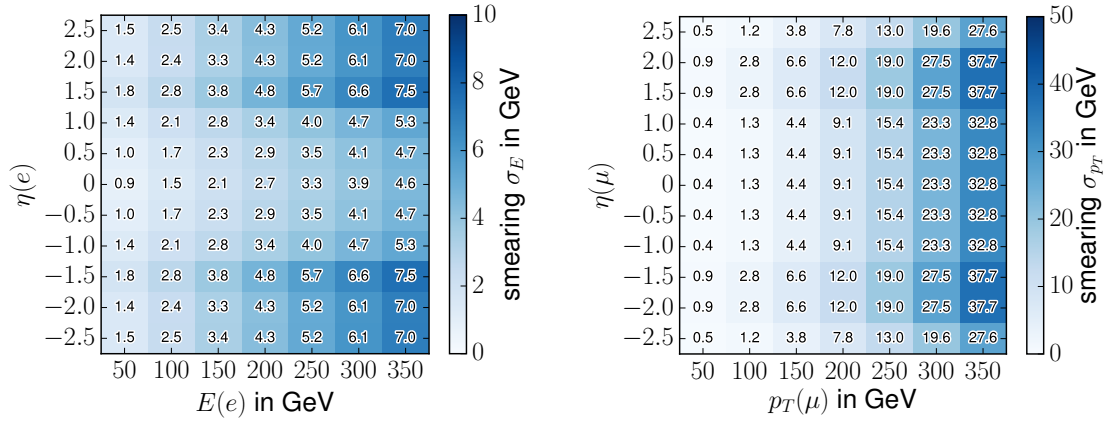 2.5 1.5 2.5 3.4 4.3 5.2 6.1 7.0
2.0 1.4 2.4 3.3 4.3 5.2 6.1 7.0
1.5 1.8 2.8 3.8 4.8 5.7 6.6 7.5
1.0 1.4 2.1 2.8 3.4 4.0 4.7 5.3
0.5 1.0 1.7 2.3 2.9 3.5 4.1 4.7
0 0.9 1.5 2.1 2.7 3.3 3.9 4.6
−0.5 1.0 1.7 2.3 2.9 3.5 4.1 4.7
−1.0 1.4 2.1 2.8 3.4 4.0 4.7 5.3
−1.5 1.8 2.8 3.8 4.8 5.7 6.6 7.5
−2.0 1.4 2.4 3.3 4.3 5.2 6.1 7.0
−2.5 1.5 2.5 3.4 4.3 5.2 6.1 7.0
50 100 150 200 250 300 350
E(e) in GeV
η(e)
10
8
6
4
2
0
smearing σ_E in GeV
2.5 0.5 1.2 3.8 7.8 13.0 19.6 27.6
2.0 0.9 2.8 6.6 12.0 19.0 27.5 37.7
1.5 0.9 2.8 6.6 12.0 19.0 27.5 37.7
1.0 0.4 1.3 4.4 9.1 15.4 23.3 32.8
0.5 0.4 1.3 4.4 9.1 15.4 23.3 32.8
0 0.4 1.3 4.4 9.1 15.4 23.3 32.8
−0.5 0.4 1.3 4.4 9.1 15.4 23.3 32.8
−1.0 0.4 1.3 4.4 9.1 15.4 23.3 32.8
−1.5 0.9 2.8 6.6 12.0 19.0 27.5 37.7
−2.0 0.9 2.8 6.6 12.0 19.0 27.5 37.7
−2.5 0.5 1.2 3.8 7.8 13.0 19.6 27.6
50 100 150 200 250 300 350
p_T(μ) in GeV
η(μ)
50
40
30
20
10
0
smearing σ_{p_T} in GeV